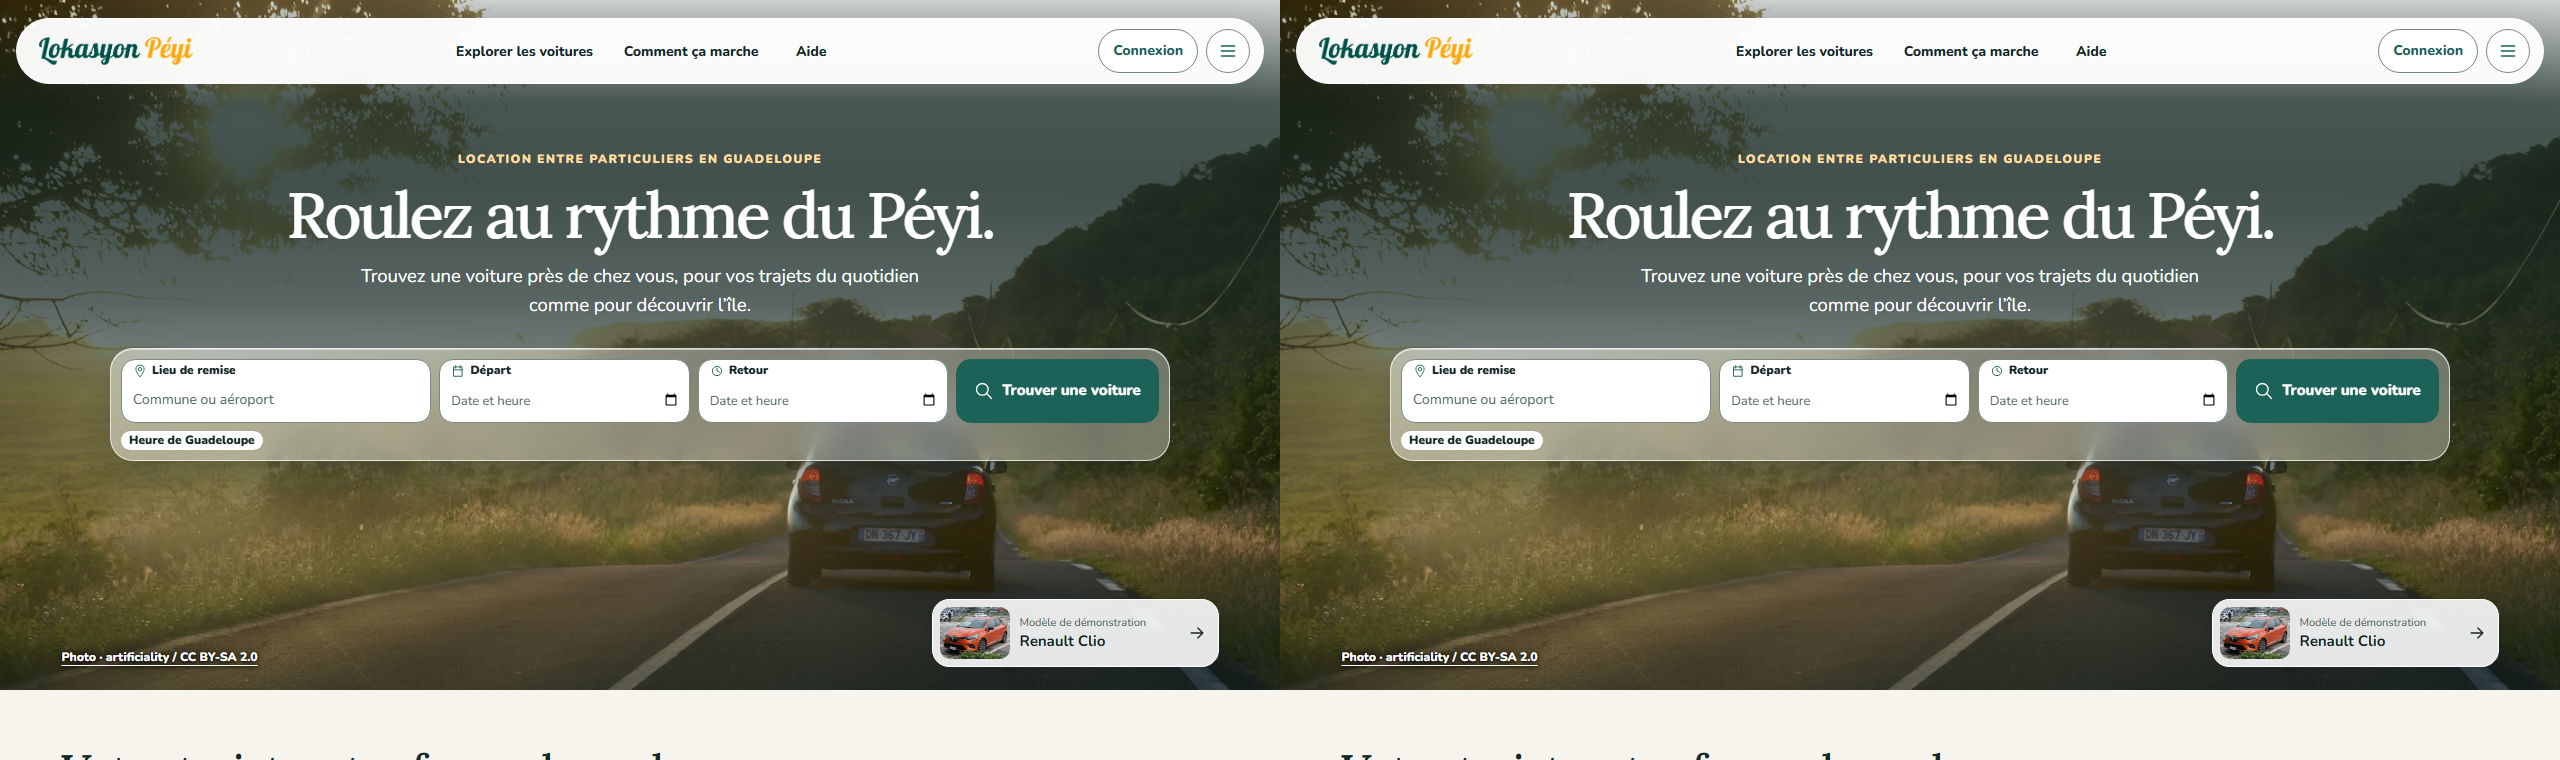 Lokasyon Péyi
Explorer les voitures
Comment ça marche
Aide
Connexion
LOCATION ENTRE PARTICULIERS EN GUADELOUPE
Roulez au rythme du Péyi.
Trouvez une voiture près de chez vous, pour vos trajets du quotidien
comme pour découvrir l’île.
Lieu de remise
Commune ou aéroport
Départ
Date et heure
Retour
Date et heure
Trouver une voiture
Heure de Guadeloupe
DN-367-JY
Modèle de démonstration
Renault Clio
Photo · artificiality / CC BY-SA 2.0
Lokasyon Péyi
Explorer les voitures
Comment ça marche
Aide
Connexion
LOCATION ENTRE PARTICULIERS EN GUADELOUPE
Roulez au rythme du Péyi.
Trouvez une voiture près de chez vous, pour vos trajets du quotidien
comme pour découvrir l’île.
Lieu de remise
Commune ou aéroport
Départ
Date et heure
Retour
Date et heure
Trouver une voiture
Heure de Guadeloupe
DN-367-JY
Modèle de démonstration
Renault Clio
Photo · artificiality / CC BY-SA 2.0